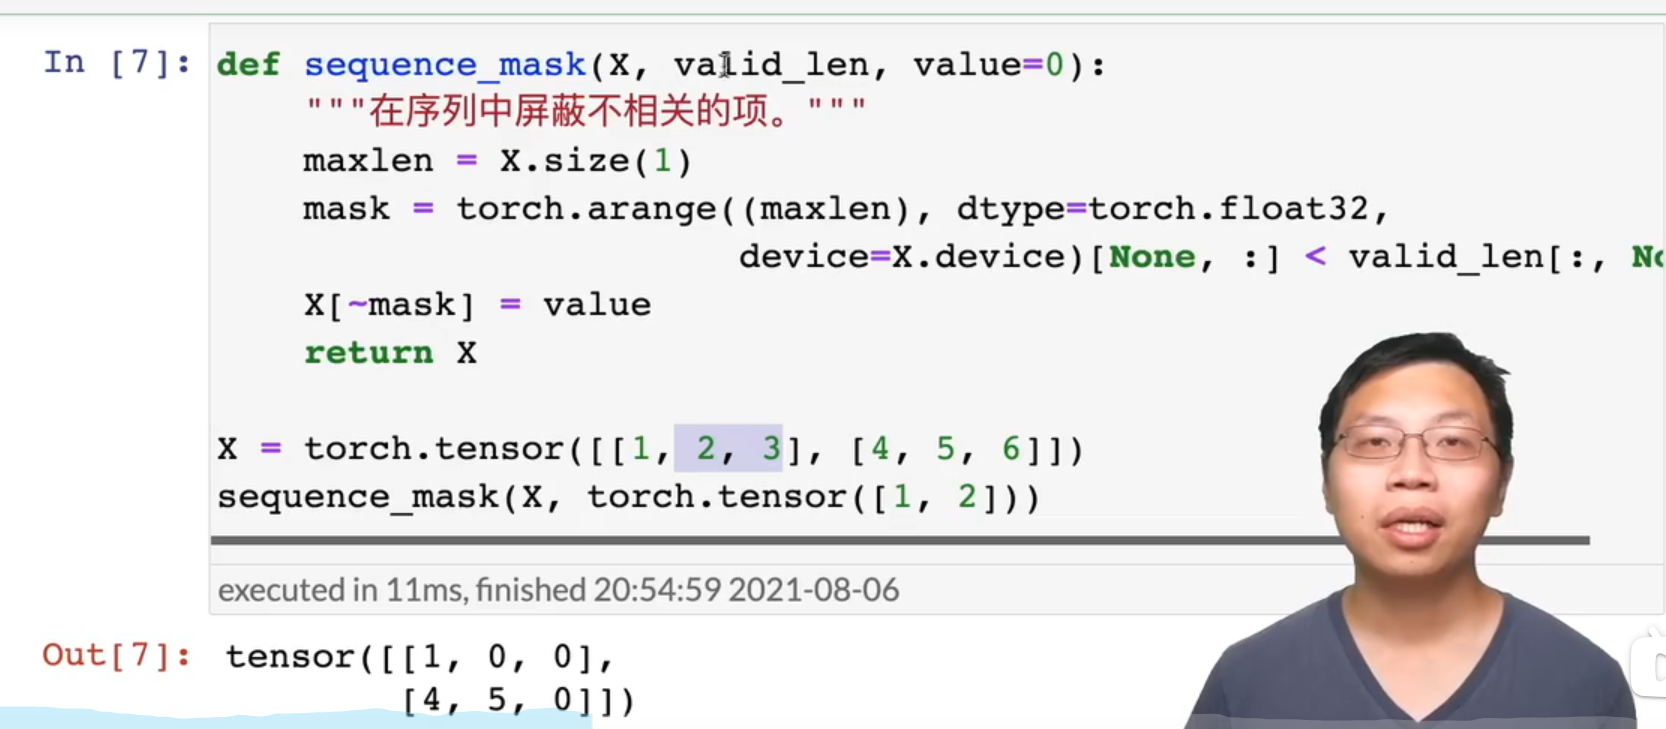 In [7]: def sequence_mask(X, valid_len, value=0):
"""在序列中屏蔽不相关的项。"""
maxlen = X.size(1)
mask = torch.arange((maxlen), dtype=torch.float32,
device=X.device)[None, :] < valid_len[:,
X[~mask] = value
return X
X = torch.tensor([[1, 2, 3], [4, 5, 6]])
sequence_mask(X, torch.tensor([1, 2]))
executed in 11ms, finished 20:54:59 2021-08-06
Out[7]: tensor([[1, 0, 0],
[4, 5, 0]])